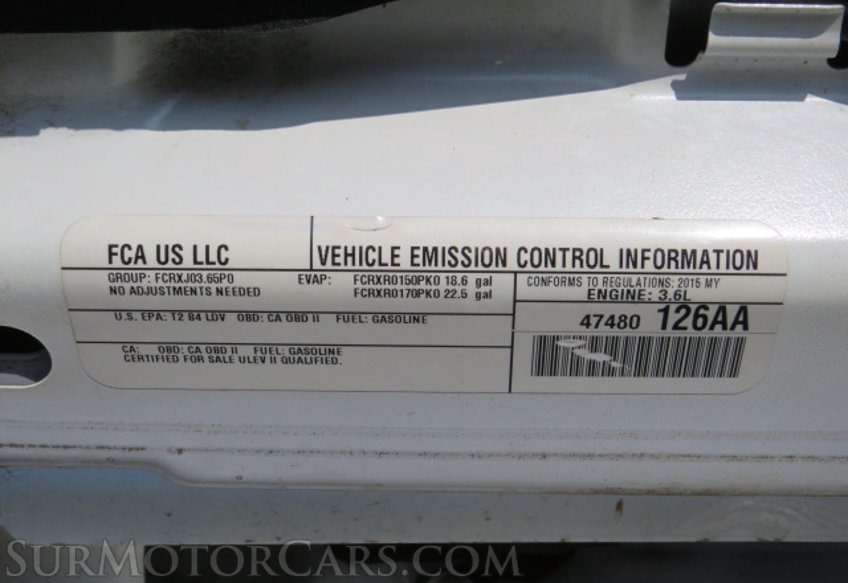 FCA US LLC
VEHICLE EMISSION CONTROL INFORMATION
GROUP: FCRXJ03.65P0
NO ADJUSTMENTS NEEDED
EVAP: FCRXR0150PK0 18.6 gal
FCRXR0170PK0 22.5 gal
CONFORMS TO REGULATIONS: 2015 MY
ENGINE: 3.6L
U.S. EPA: T2 B4 LDV OBD: CA OBD II FUEL: GASOLINE
47480 126AA
CA: OBD: CA OBD II FUEL: GASOLINE
CERTIFIED FOR SALE ULEV II QUALIFIED.
SURMOTORCARS.COM